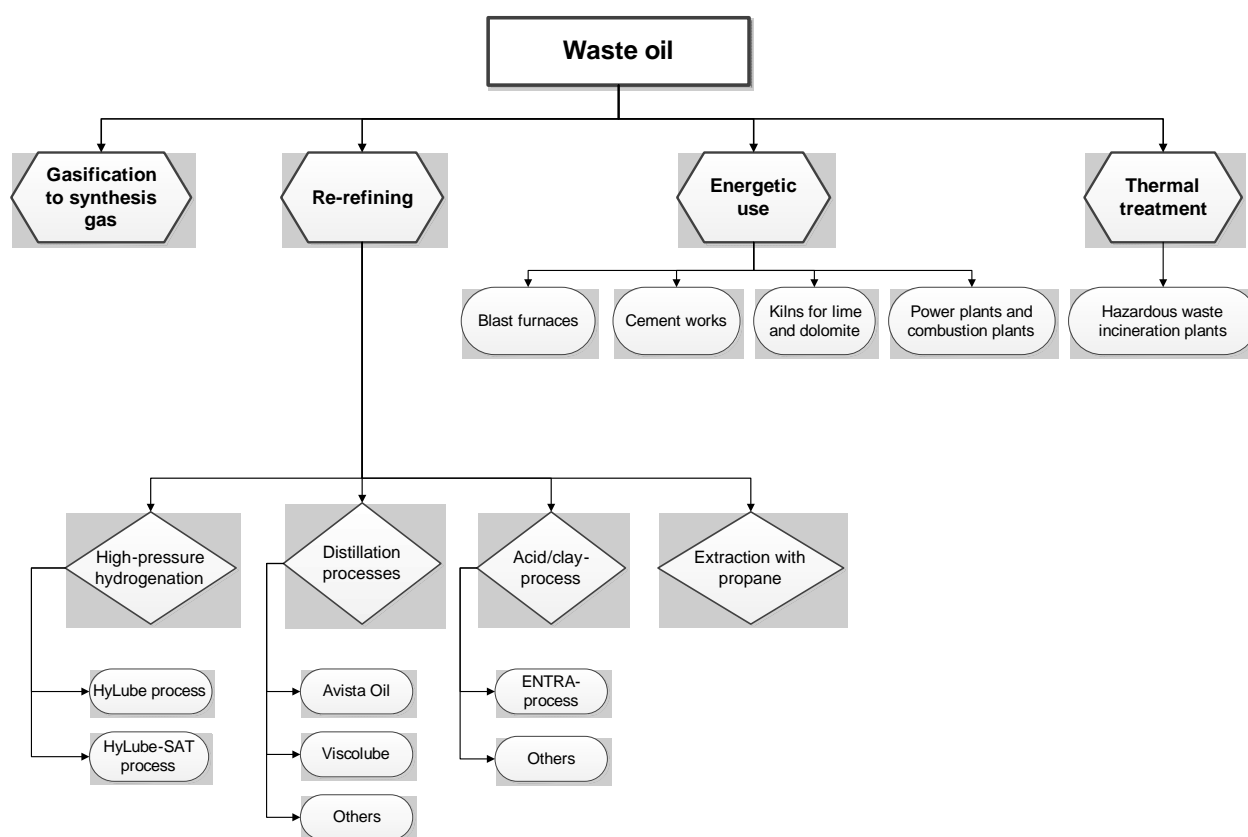 Waste oil
Gasification
to synthesis
gas
Re-refining
Energetic
use
Thermal
treatment
Blast furnaces
Cement works
Kilns for lime
and dolomite
Power plants and
combustion plants
Hazardous waste
incineration plants
High-pressure
hydrogenation
Distillation
processes
Acid/clay-
process
Extraction with
propane
HyLube process
HyLube-SAT
process
Avista Oil
Viscolube
Others
ENTRA-
process
Others